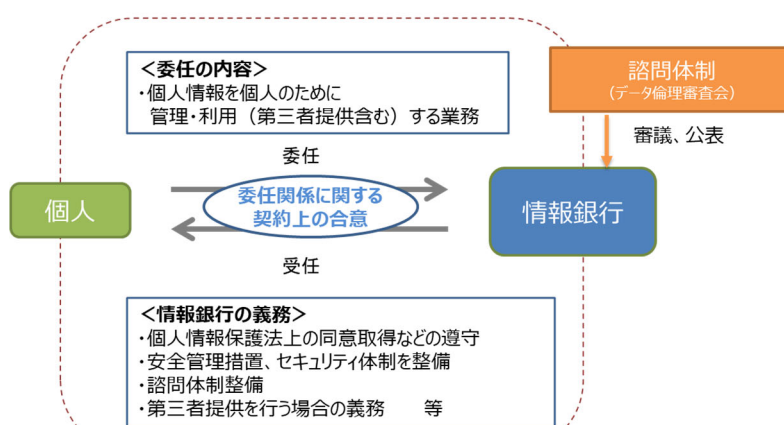 <委任の内容>
・個人情報を個人のために
管理・利用（第三者提供含む）する業務
諮問体制
（データ倫理審査会）
審議、公表
委任
個人
委任関係に関する
契約上の合意
情報銀行
受任
<情報銀行の義務>
・個人情報保護法上の同意取得などの遵守
・安全管理措置、セキュリティ体制を整備
・諮問体制整備
・第三者提供を行う場合の義務　等